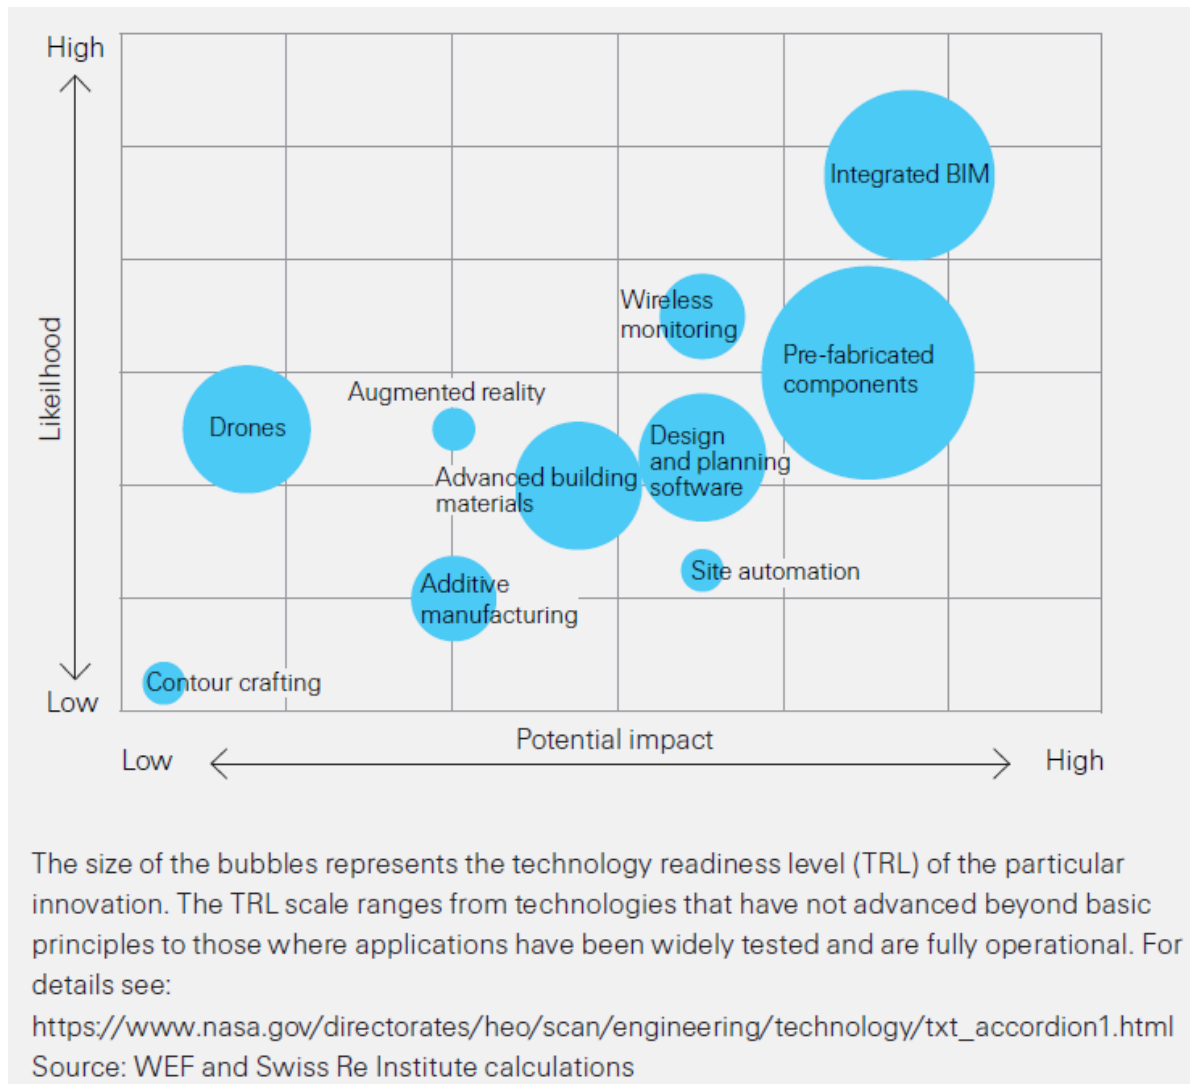 High
Integrated BIM
Wireless
monitoring
Pre-fabricated
components
Likeilhood
Augmented reality
Drones
Design
and planning
software
Advanced building
materials
Site automation
Additive
manufacturing
Contour crafting
Low
Potential impact
Low
High
The size of the bubbles represents the technology readiness level (TRL) of the particular
innovation. The TRL scale ranges from technologies that have not advanced beyond basic
principles to those where applications have been widely tested and are fully operational. For
details see:
https://www.nasa.gov/directorates/heo/scan/engineering/technology/txt_accordion1.html
Source: WEF and Swiss Re Institute calculations